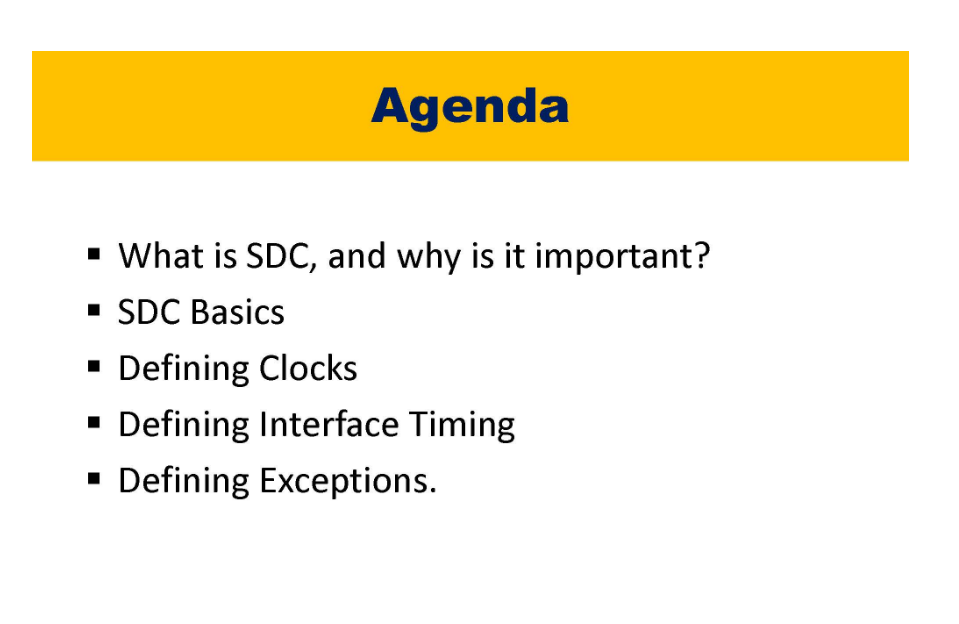 Agenda
▪ What is SDC, and why is it important?
▪ SDC Basics
▪ Defining Clocks
▪ Defining Interface Timing
▪ Defining Exceptions.